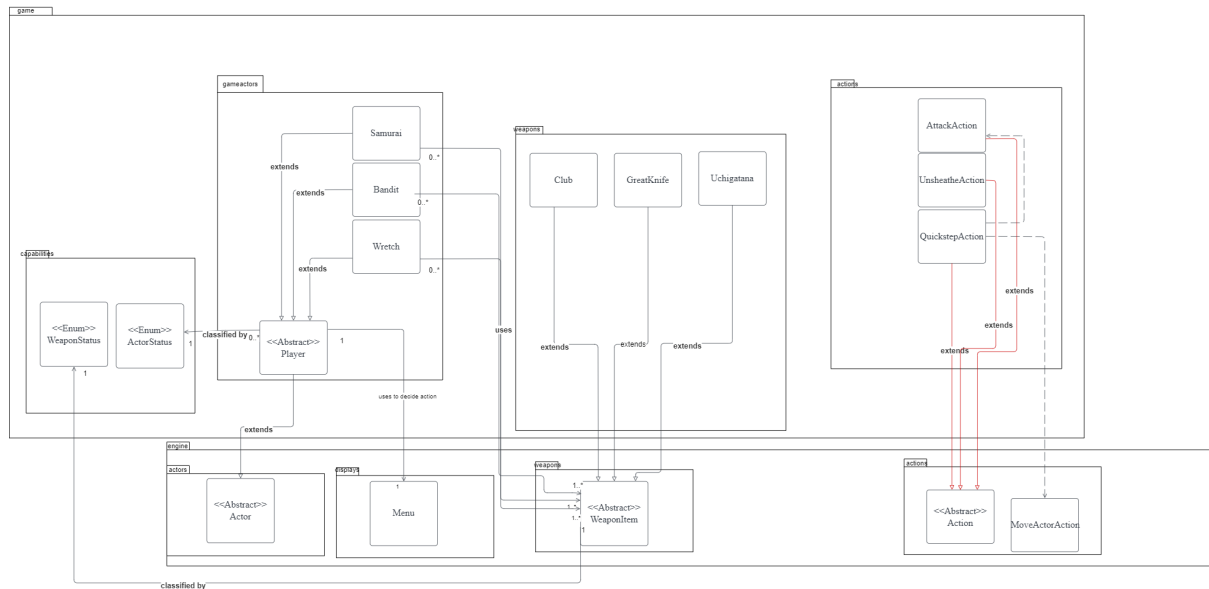 game
gameactors
actions
Samurai
0..*
extends
weapons
AttackAction
Bandit
0..*
extends
Club
GreatKnife
Uchigatana
UnsheatheAction
Wretch
0..*
extends
QuickstepAction
capabilities
<<Enum>>
WeaponStatus
1
<<Enum>>
ActorStatus
1
classified by
0..*
<<Abstract>>
Player
1
uses
extends
extends
extends
extends
extends
extends
uses to decide action
extends
engine
actors
<<Abstract>>
Actor
displays
1
Menu
weapons
1..*
1..*
1..*
1
<<Abstract>>
WeaponItem
actions
<<Abstract>>
Action
MoveActorAction
classified by